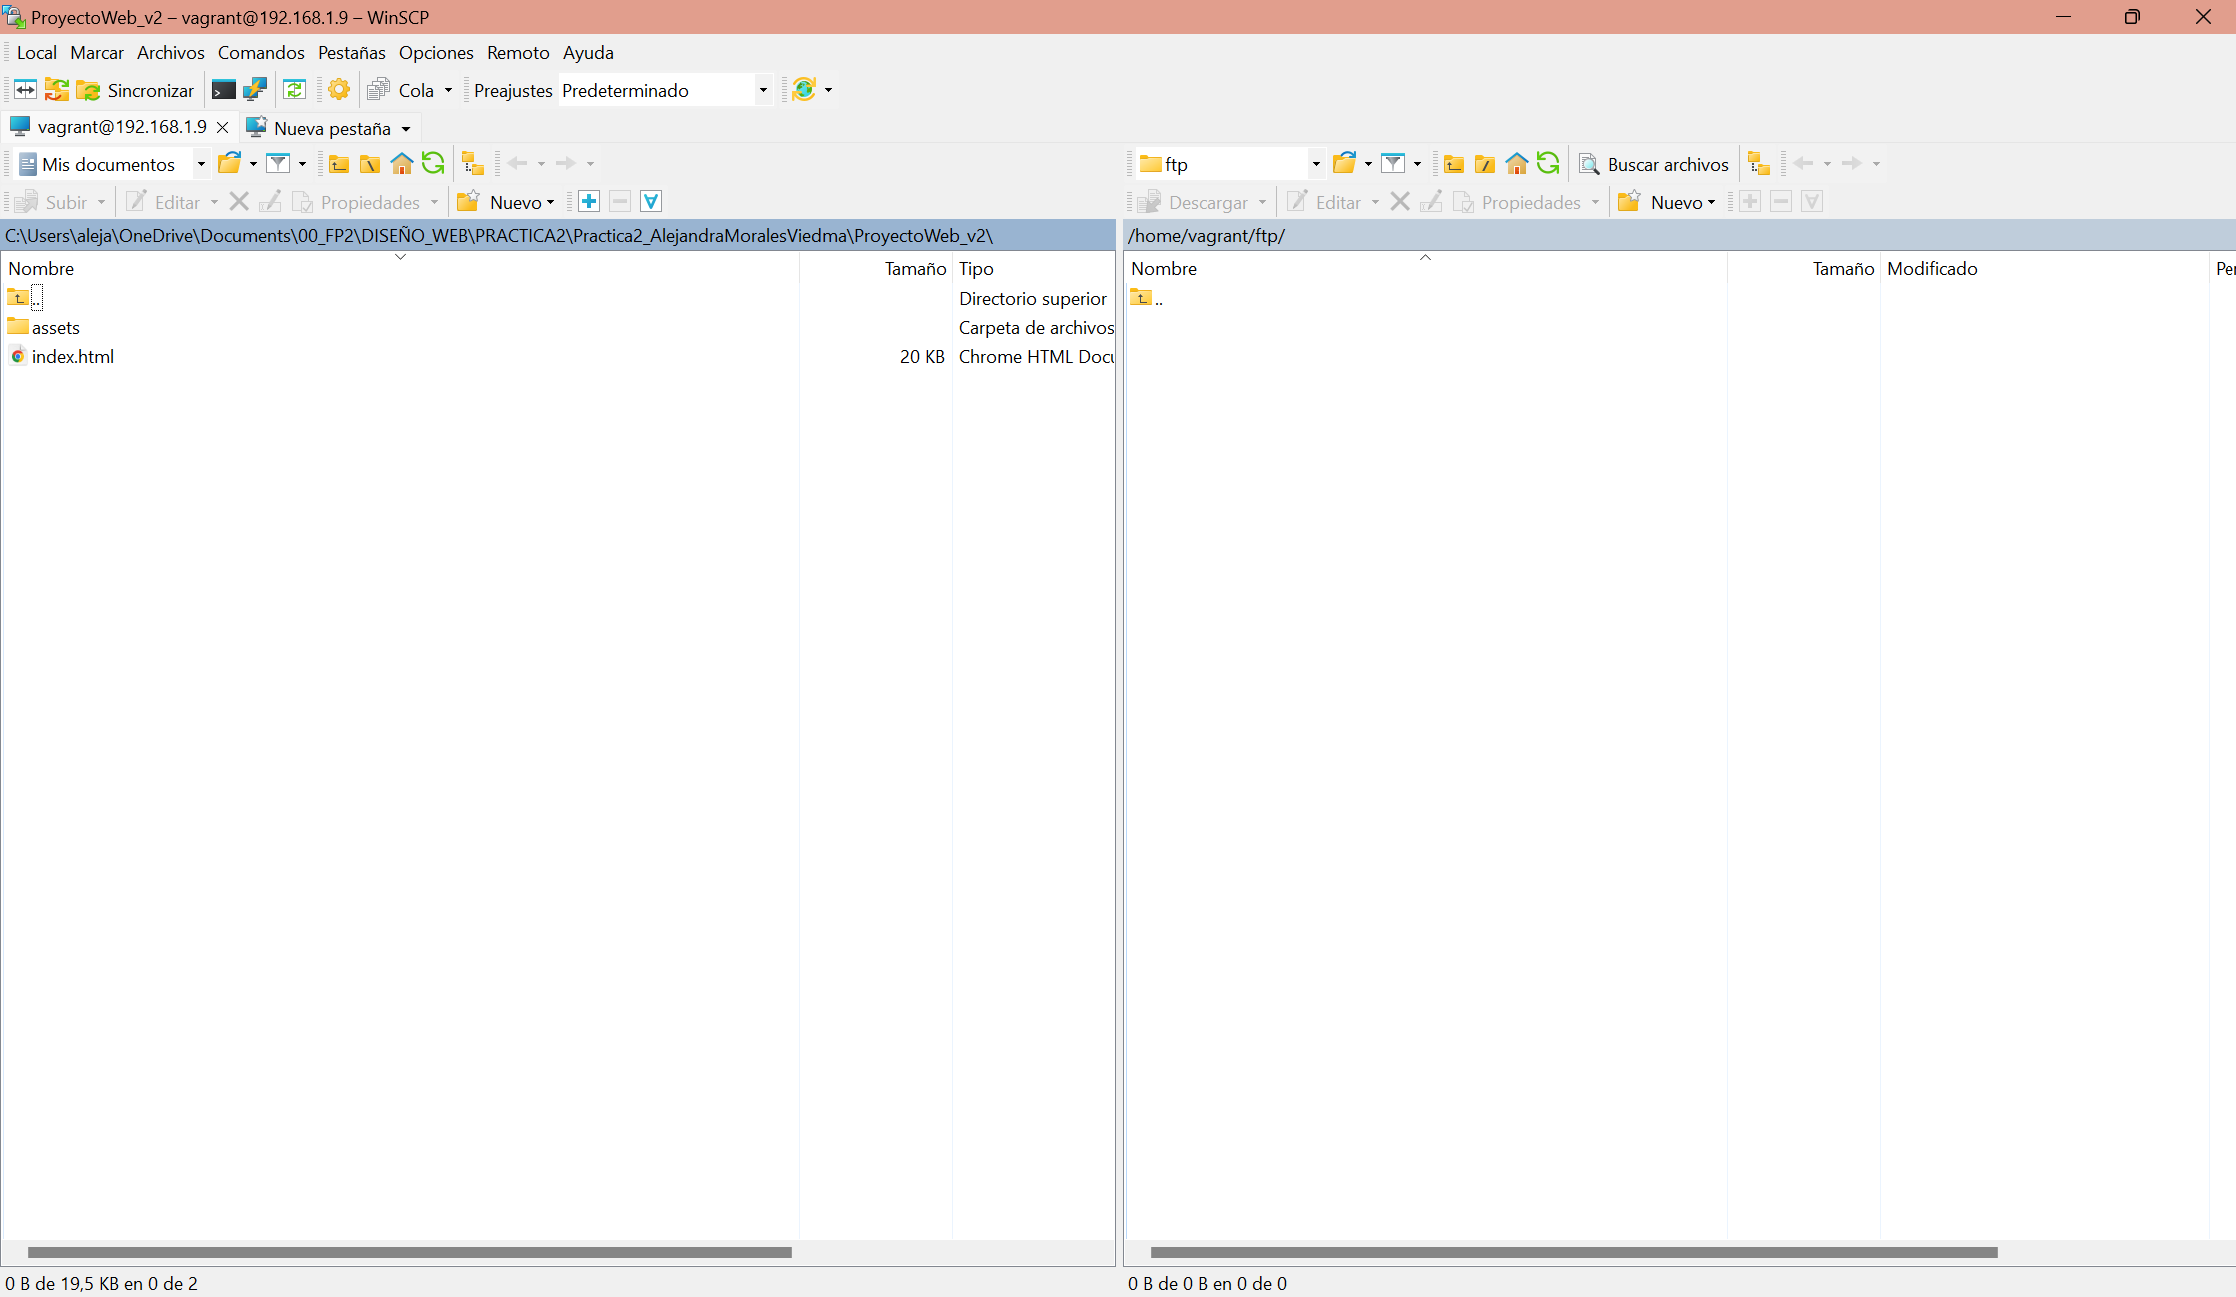 ProyectoWeb_v2 – vagrant@192.168.1.9 – WinSCP
Local Marcar Archivos Comandos Pestañas Opciones Remoto Ayuda
Sincronizar Cola Preajustes Predeterminado
vagrant@192.168.1.9 Nueva pestaña
Mis documentos
Subir Editar Propiedades Nuevo
C:\Users\aleja\OneDrive\Documents\00_FP2\DISEÑO_WEB\PRACTICA2\Practica2_AlejandraMoralesViedma\ProyectoWeb_v2\
Nombre Tamaño Tipo
.. Directorio superior
assets Carpeta de archivos
index.html 20 KB Chrome HTML Docu
0 B de 19,5 KB en 0 de 2
ftp Buscar archivos
Descargar Editar Propiedades Nuevo
/home/vagrant/ftp/
Nombre Tamaño Modificado Per
..
0 B de 0 B en 0 de 0